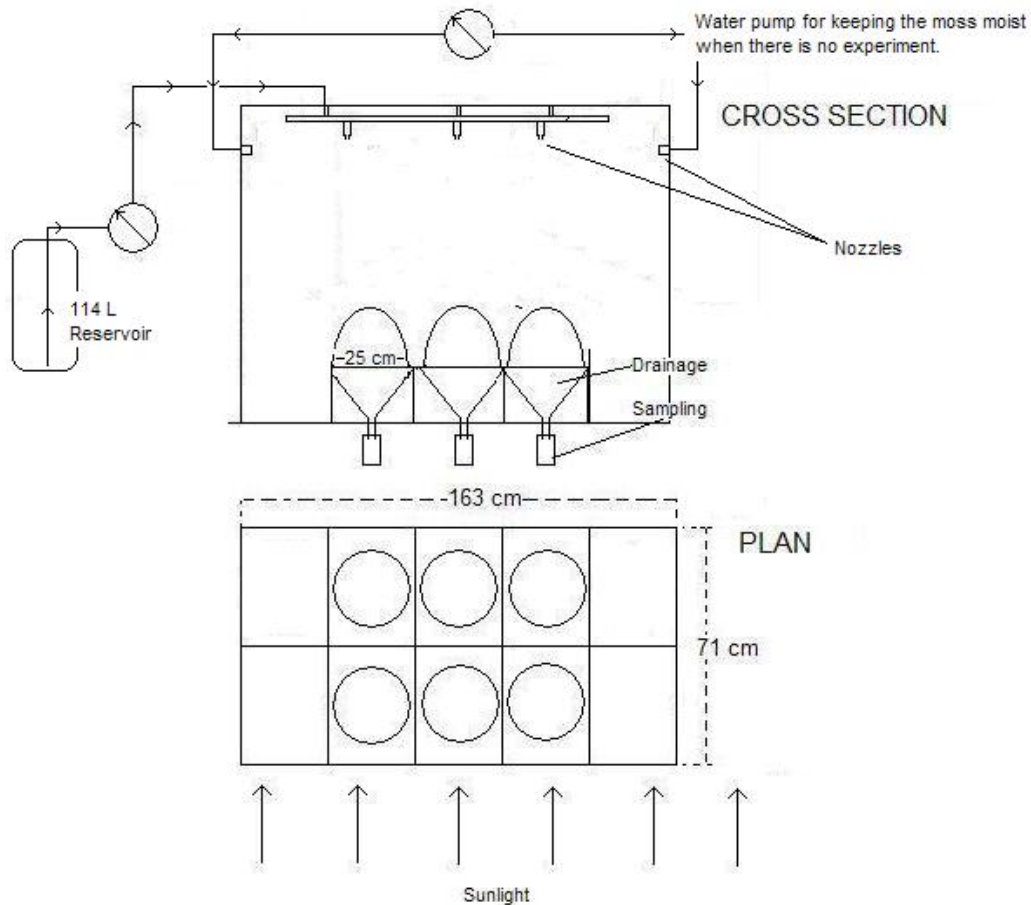 Water pump for keeping the moss moist
when there is no experiment.
CROSS SECTION
Nozzles
114 L
Reservoir
25 cm
Drainage
Sampling
163 cm
PLAN
71 cm
Sunlight